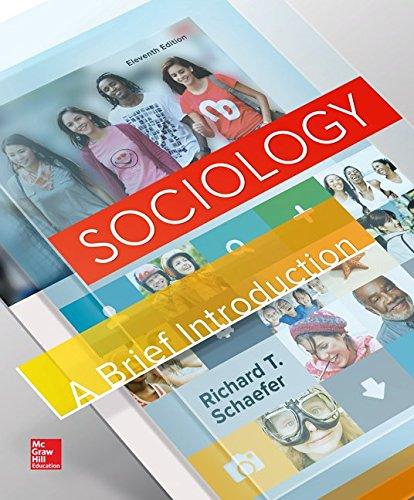 Eleventh Edition
SOCIOLOGY
A Brief Introduction
Richard T.
Schaefer
Mc
Graw
Hill
Education